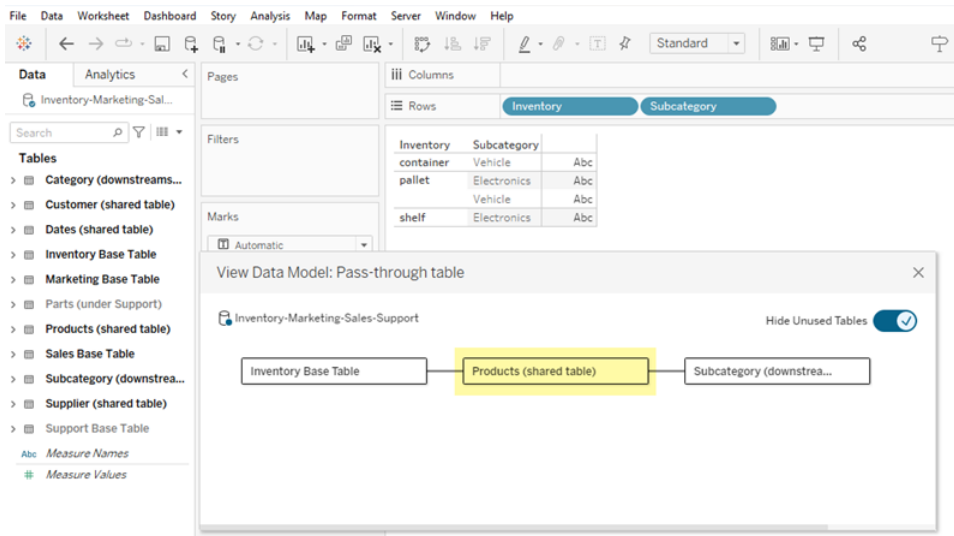 File Data Worksheet Dashboard Story Analysis Map Format Server Window Help
Standard
Data Analytics
Inventory-Marketing-Sal...
Search
Tables
Category (downstreams...
Customer (shared table)
Dates (shared table)
Inventory Base Table
Marketing Base Table
Parts (under Support)
Products (shared table)
Sales Base Table
Subcategory (downstrea...
Supplier (shared table)
Support Base Table
Abc Measure Names
# Measure Values
Pages
Filters
Marks
Automatic
Columns
Rows Inventory Subcategory
Inventory Subcategory
container Vehicle Abc
pallet Electronics Abc
Vehicle Abc
shelf Electronics Abc
View Data Model: Pass-through table
Inventory-Marketing-Sales-Support
Hide Unused Tables
Inventory Base Table Products (shared table) Subcategory (downstrea...